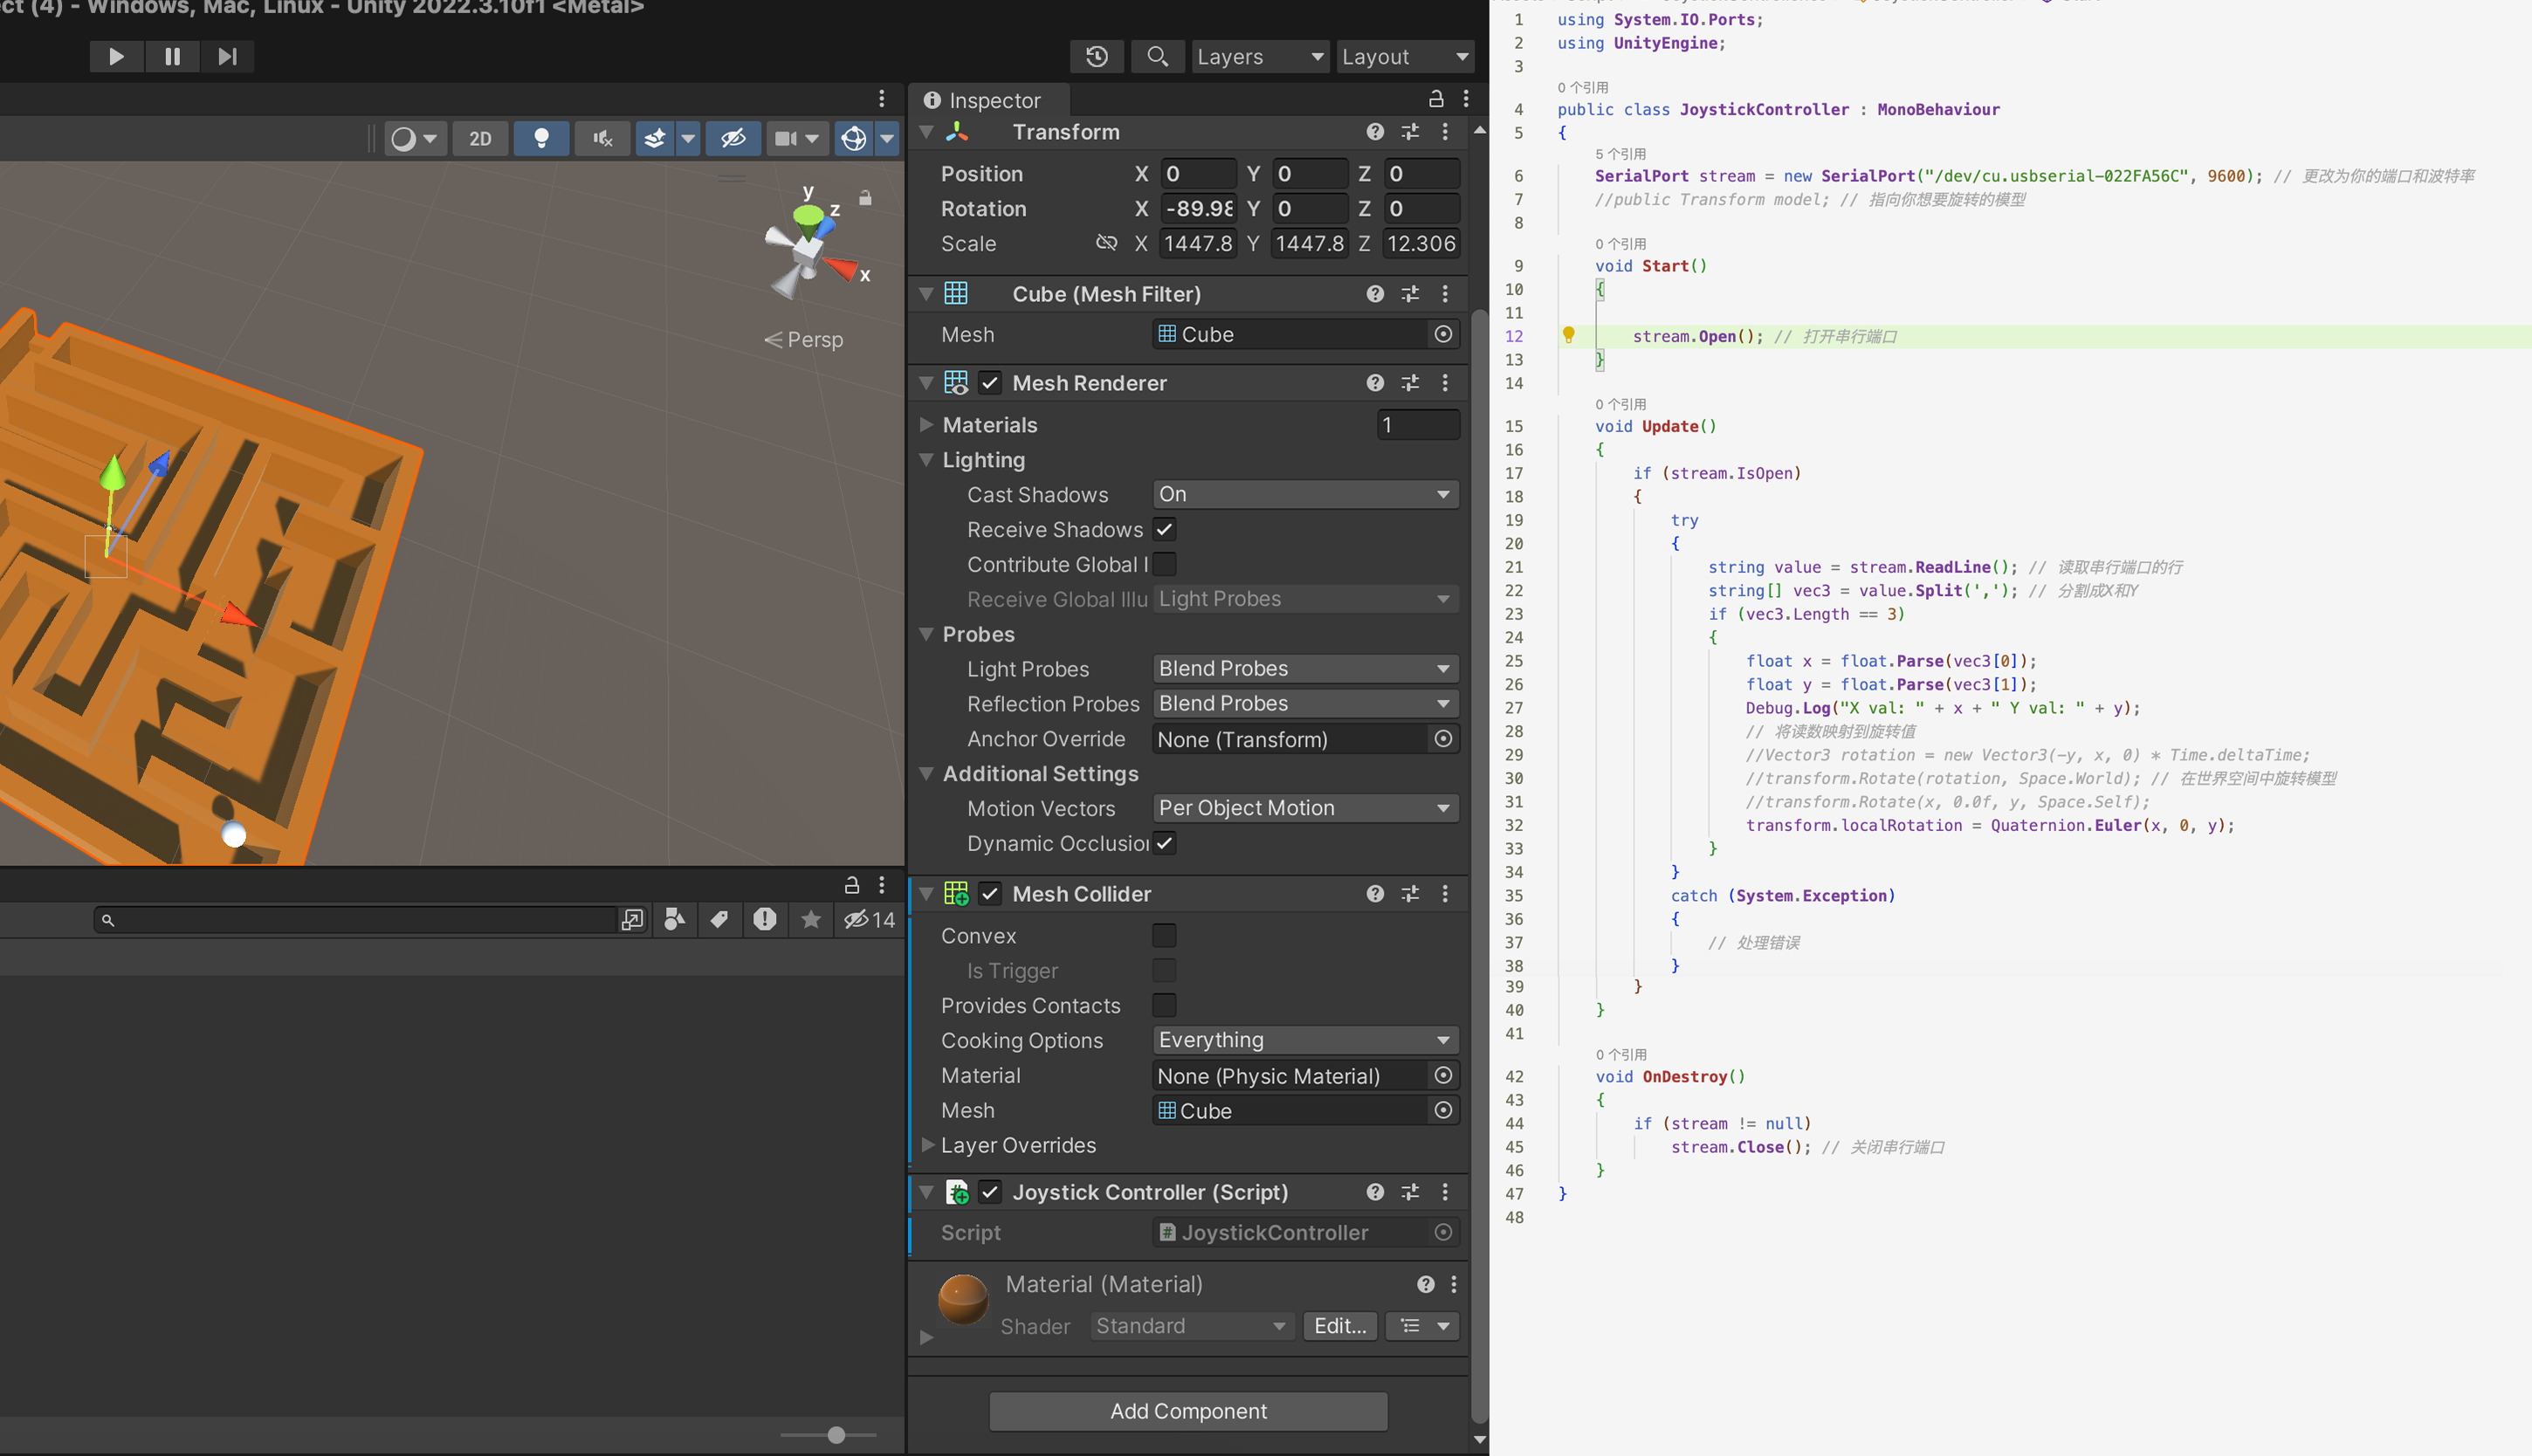 ct (4) - Windows, Mac, Linux - Unity 2022.3.10f1 <Metal>
Layers
Layout
2D
y
z
x
Persp
14
Inspector
Transform
Position X 0 Y 0 Z 0
Rotation X -89.98 Y 0 Z 0
Scale X 1447.8 Y 1447.8 Z 12.306
Cube (Mesh Filter)
Mesh Cube
Mesh Renderer
Materials 1
Lighting
Cast Shadows On
Receive Shadows
Contribute Global I
Receive Global Illu Light Probes
Probes
Light Probes Blend Probes
Reflection Probes Blend Probes
Anchor Override None (Transform)
Additional Settings
Motion Vectors Per Object Motion
Dynamic Occlusion
Mesh Collider
Convex
Is Trigger
Provides Contacts
Cooking Options Everything
Material None (Physic Material)
Mesh Cube
Layer Overrides
Joystick Controller (Script)
Script JoystickController
Material (Material)
Shader Standard Edit...
Add Component
1 using System.IO.Ports;
2 using UnityEngine;
3
0 个引用
4 public class JoystickController : MonoBehaviour
5 {
5 个引用
6 SerialPort stream = new SerialPort("/dev/cu.usbserial-022FA56C", 9600); // 更改为你的端口和波特率
7 //public Transform model; // 指向你想要旋转的模型
8
0 个引用
9 void Start()
10 {
11
12 stream.Open(); // 打开串行端口
13 }
14
0 个引用
15 void Update()
16 {
17 if (stream.IsOpen)
18 {
19 try
20 {
21 string value = stream.ReadLine(); // 读取串行端口的行
22 string[] vec3 = value.Split(','); // 分割成X和Y
23 if (vec3.Length == 3)
24 {
25 float x = float.Parse(vec3[0]);
26 float y = float.Parse(vec3[1]);
27 Debug.Log("X val: " + x + " Y val: " + y);
28 // 将读数映射到旋转值
29 //Vector3 rotation = new Vector3(-y, x, 0) * Time.deltaTime;
30 //transform.Rotate(rotation, Space.World); // 在世界空间中旋转模型
31 //transform.Rotate(x, 0.0f, y, Space.Self);
32 transform.localRotation = Quaternion.Euler(x, 0, y);
33 }
34 }
35 catch (System.Exception)
36 {
37 // 处理错误
38 }
39 }
40 }
41
0 个引用
42 void OnDestroy()
43 {
44 if (stream != null)
45 stream.Close(); // 关闭串行端口
46 }
47 }
48